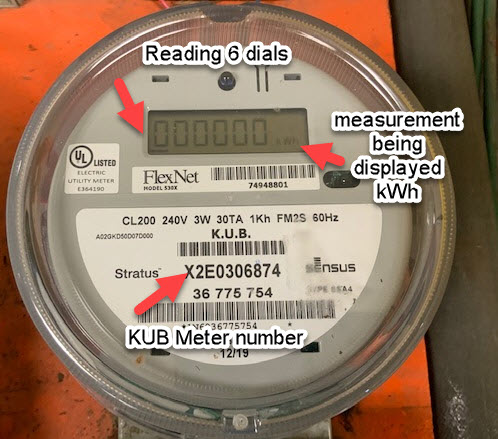 Reading 6 dials
000000 kWh
measurement
being
displayed
kWh
UL LISTED
ELECTRIC
UTILITY METER
E364190
FlexNet
MODEL 530X
74948801
CL200 240V 3W 30TA 1Kh FM2S 60Hz
A02GKD50D07D000
K.U.B.
Stratus
X2E0306874
SENSUS
36 775 754
KUB Meter number
12/19